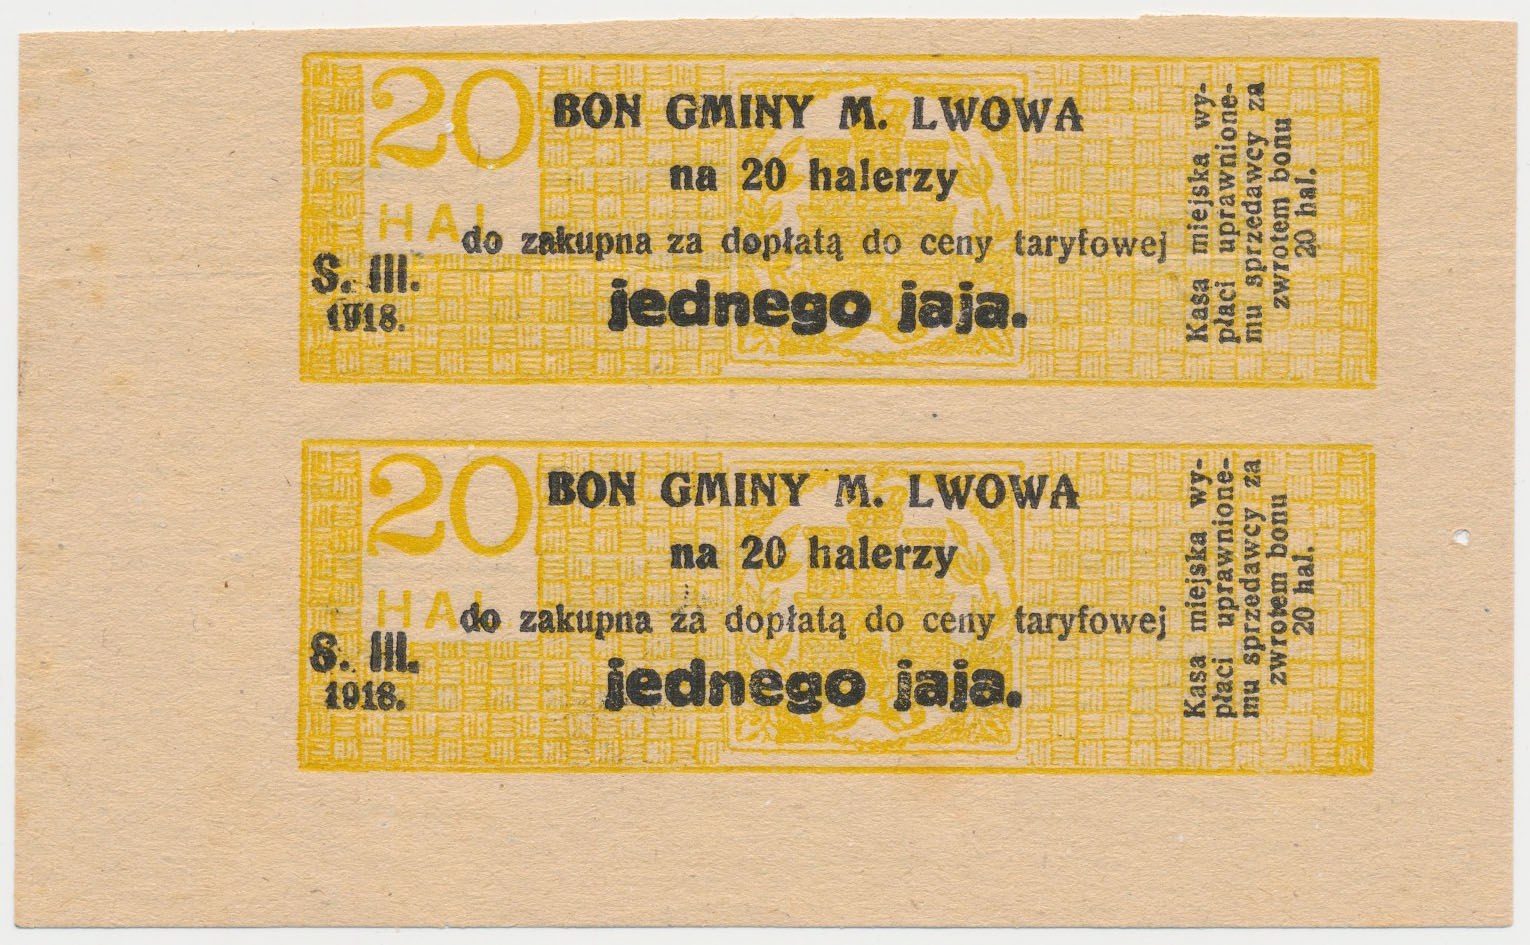 20
HAL
BON GMINY M. LWOWA
na 20 halerzy
do zakupna za dopłatą do ceny taryfowej
jednego jaja.
S. III.
1918.
Kasa miejska wy-
płaci uprawnione-
mu sprzedawcy za
zwrotem bonu
20 hal.
20
HAL
BON GMINY M. LWOWA
na 20 halerzy
do zakupna za dopłatą do ceny taryfowej
jednego jaja.
S. III.
1918.
Kasa miejska wy-
płaci uprawnione-
mu sprzedawcy za
zwrotem bonu
20 hal.